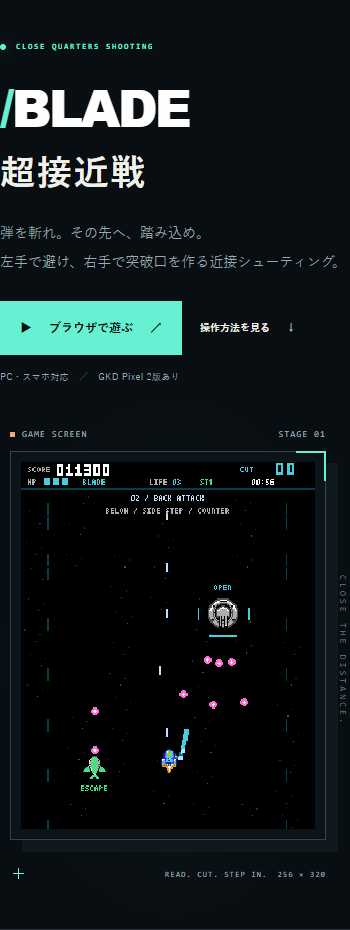 CLOSE QUARTERS SHOOTING
/BLADE
超接近戦
弾を斬れ。その先へ、踏み込め。
左手で避け、右手で突破口を作る近接シューティング。
▶ ブラウザで遊ぶ ／
操作方法を見る ↓
PC・スマホ対応 ／ GKD Pixel 2版あり
GAME SCREEN
STAGE 01
SCORE 011300
CUT 00
HP BLADE LIFE 03 ST1 00:56
02 / BACK ATTACK
BELOW / SIDE STEP / COUNTER
OPEN
ESCAPE
CLOSE THE DISTANCE.
READ. CUT. STEP IN. 256 × 320